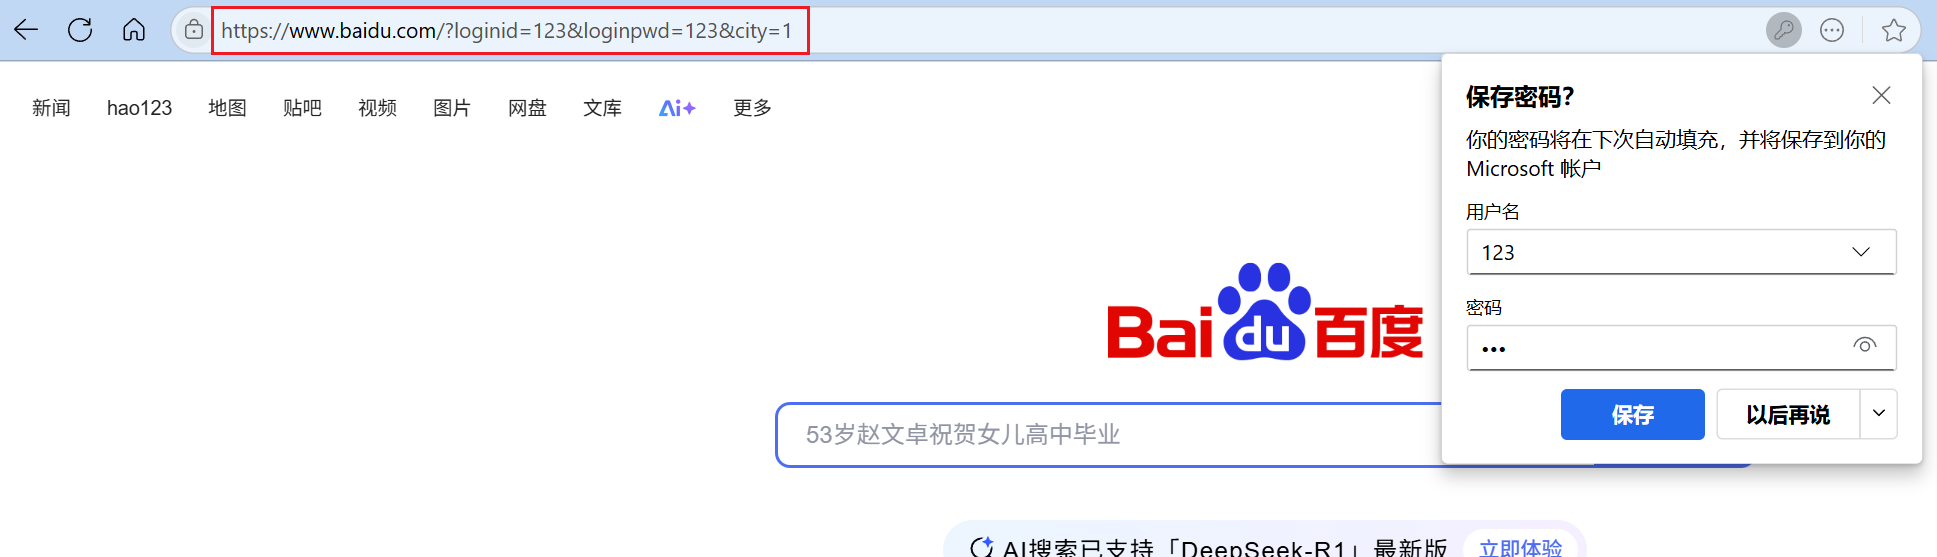 https://www.baidu.com/?loginid=123&loginpwd=123&city=1
新闻 hao123 地图 贴吧 视频 图片 网盘 文库 Ai+ 更多
保存密码?
你的密码将在下次自动填充，并将保存到你的
Microsoft 帐户
用户名
123
密码
•••
保存 以后再说
Bai du 百度
53岁赵文卓祝贺女儿高中毕业
AI搜索已支持「DeepSeek-R1」最新版 立即体验